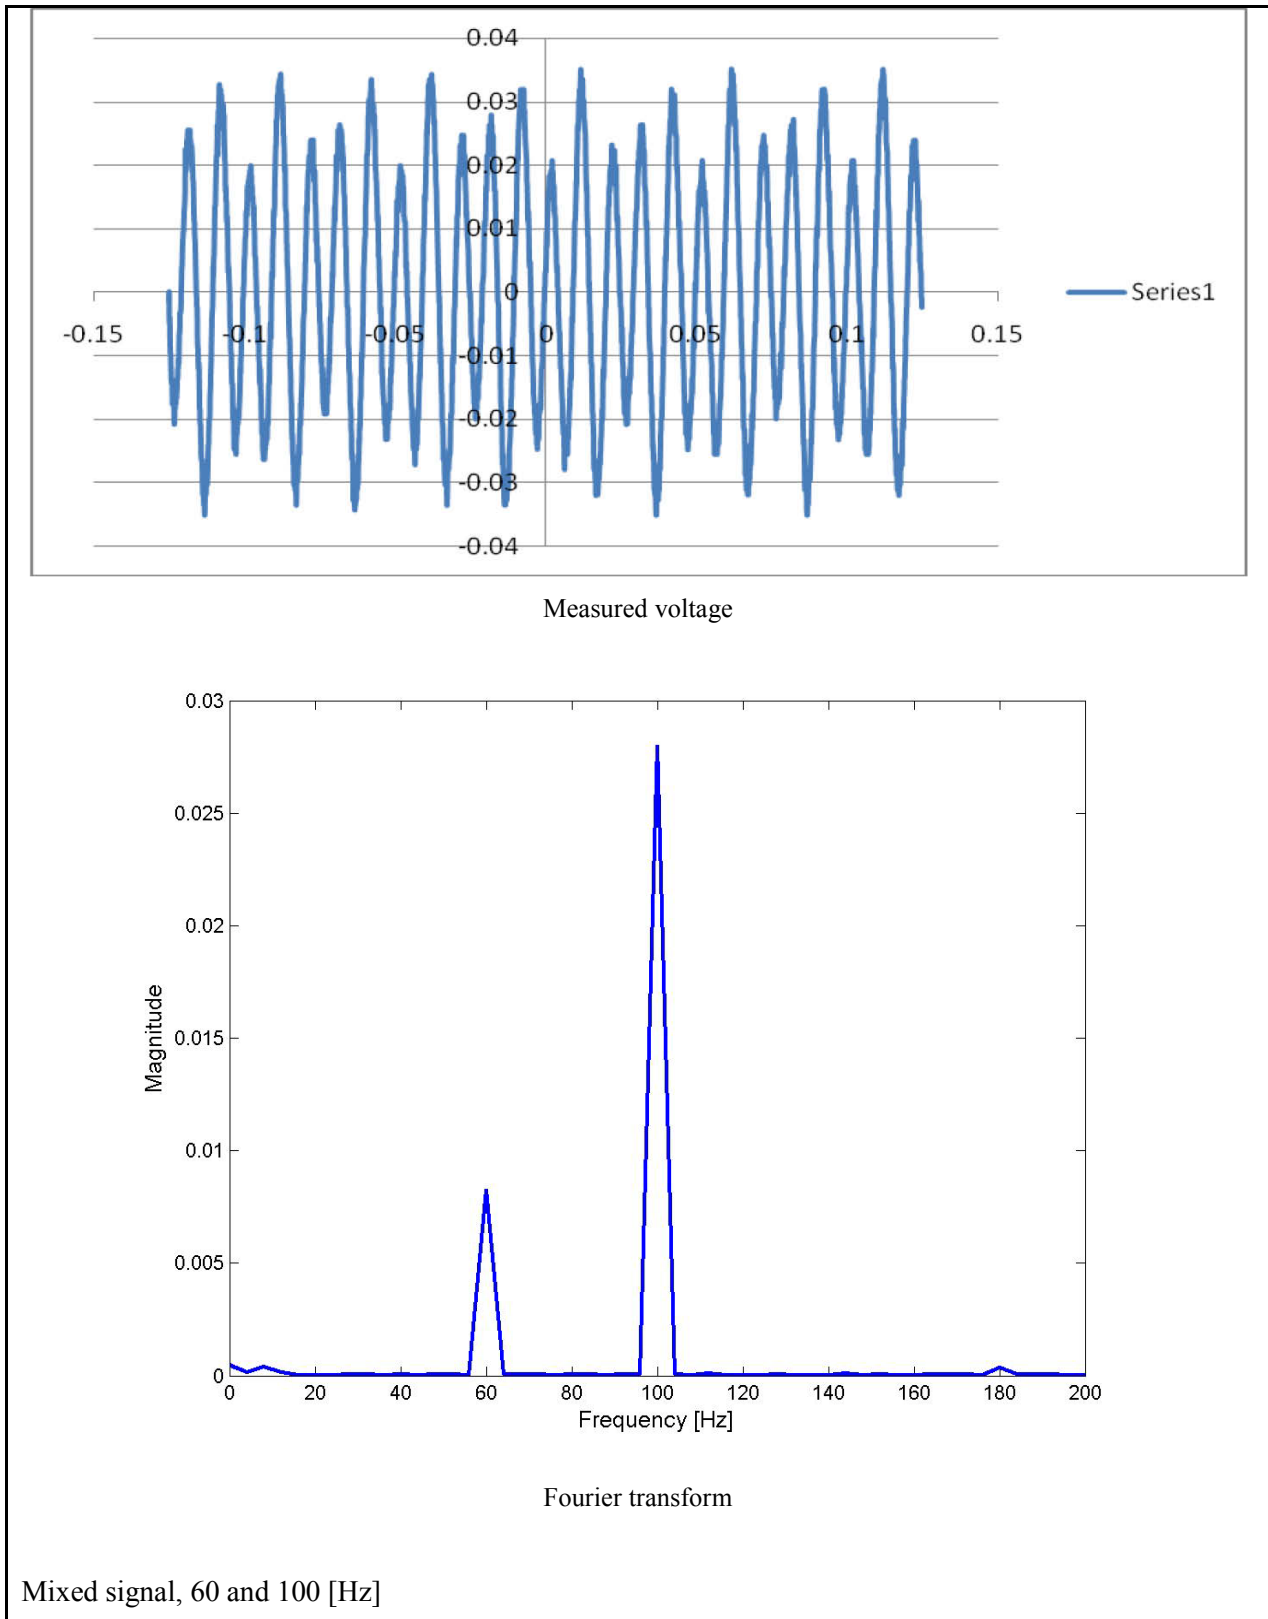 0.04
0.03
0.02
0.01
0
-0.15 -0.1 -0.05 0 0.05 0.1 0.15
-0.01
-0.02
-0.03
-0.04
Series1
Measured voltage
0.03
0.025
0.02
0.015
0.01
0.005
0
Magnitude
0 20 40 60 80 100 120 140 160 180 200
Frequency [Hz]
Fourier transform
Mixed signal, 60 and 100 [Hz]